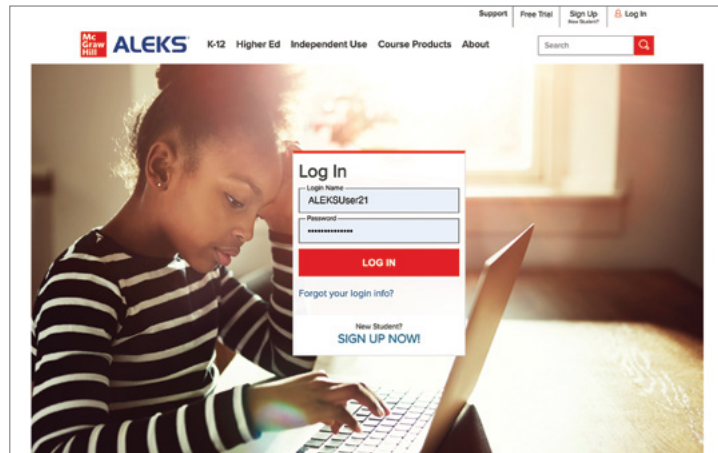 Support Free Trial Sign Up Log In
New Student?
Mc
Graw
Hill
ALEKS K-12 Higher Ed Independent Use Course Products About Search
Log In
Login Name
ALEKSUser21
Password
••••••••••••••
LOG IN
Forgot your login info?
New Student?
SIGN UP NOW!